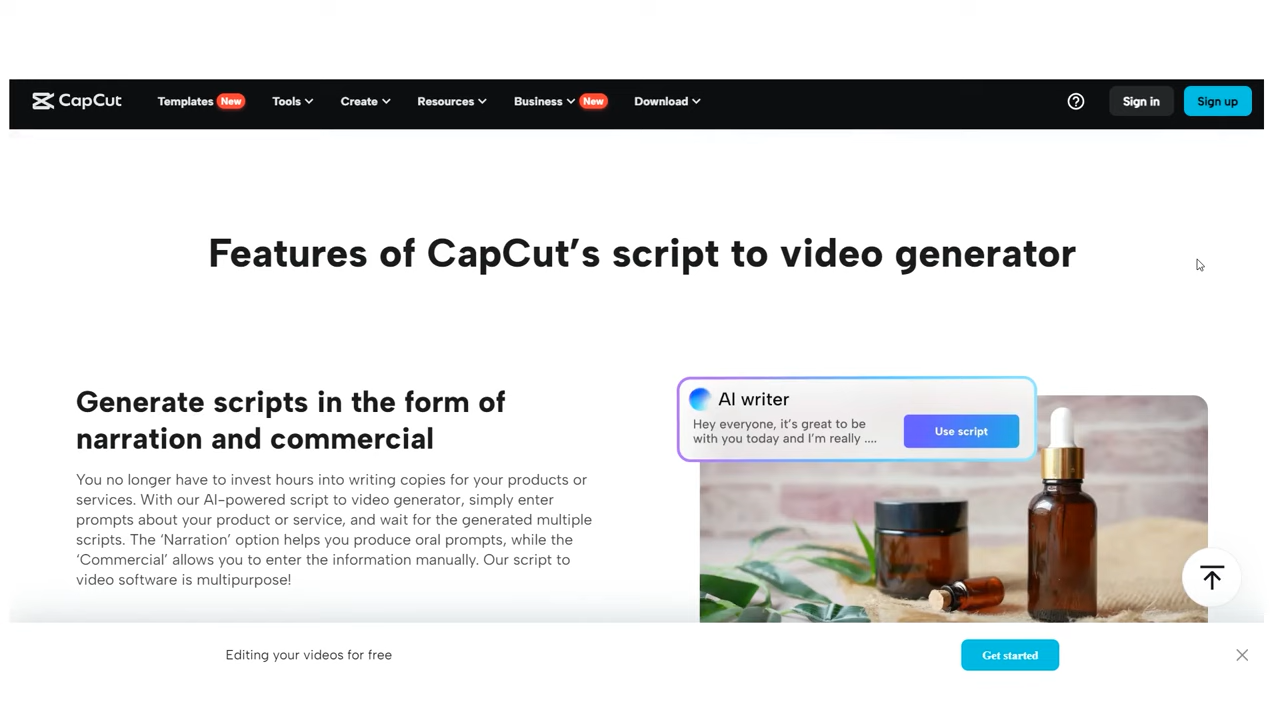 CapCut
Templates New
Tools
Create
Resources
Business New
Download
Sign in
Sign up
Features of CapCut’s script to video generator
Generate scripts in the form of
narration and commercial
You no longer have to invest hours into writing copies for your products or
services. With our AI-powered script to video generator, simply enter
prompts about your product or service, and wait for the generated multiple
scripts. The ‘Narration’ option helps you produce oral prompts, while the
‘Commercial’ allows you to enter the information manually. Our script to
video software is multipurpose!
AI writer
Hey everyone, it’s great to be
with you today and I’m really ....
Use script
Editing your videos for free
Get started